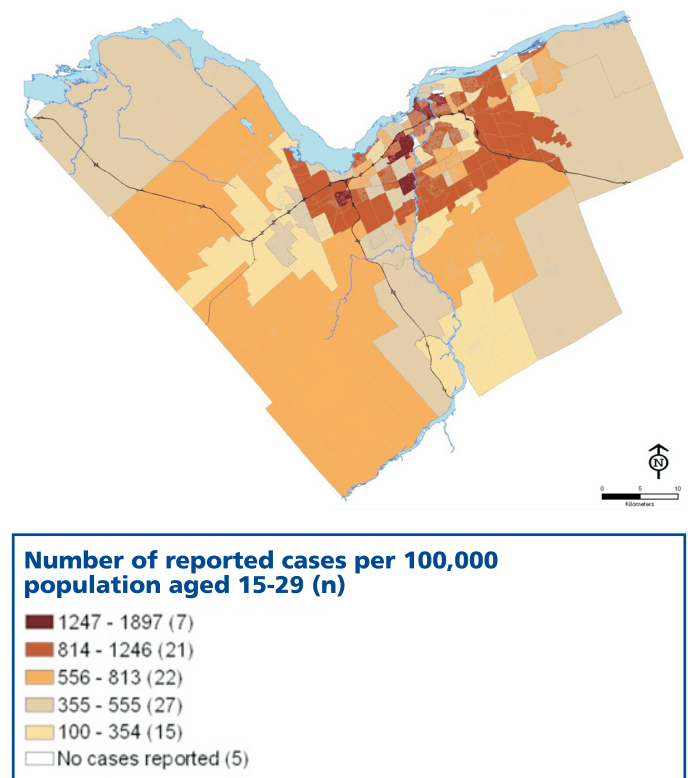 N
0 5 10
Kilometers
Number of reported cases per 100,000
population aged 15-29 (n)
1247 - 1897 (7)
814 - 1246 (21)
556 - 813 (22)
355 - 555 (27)
100 - 354 (15)
No cases reported (5)